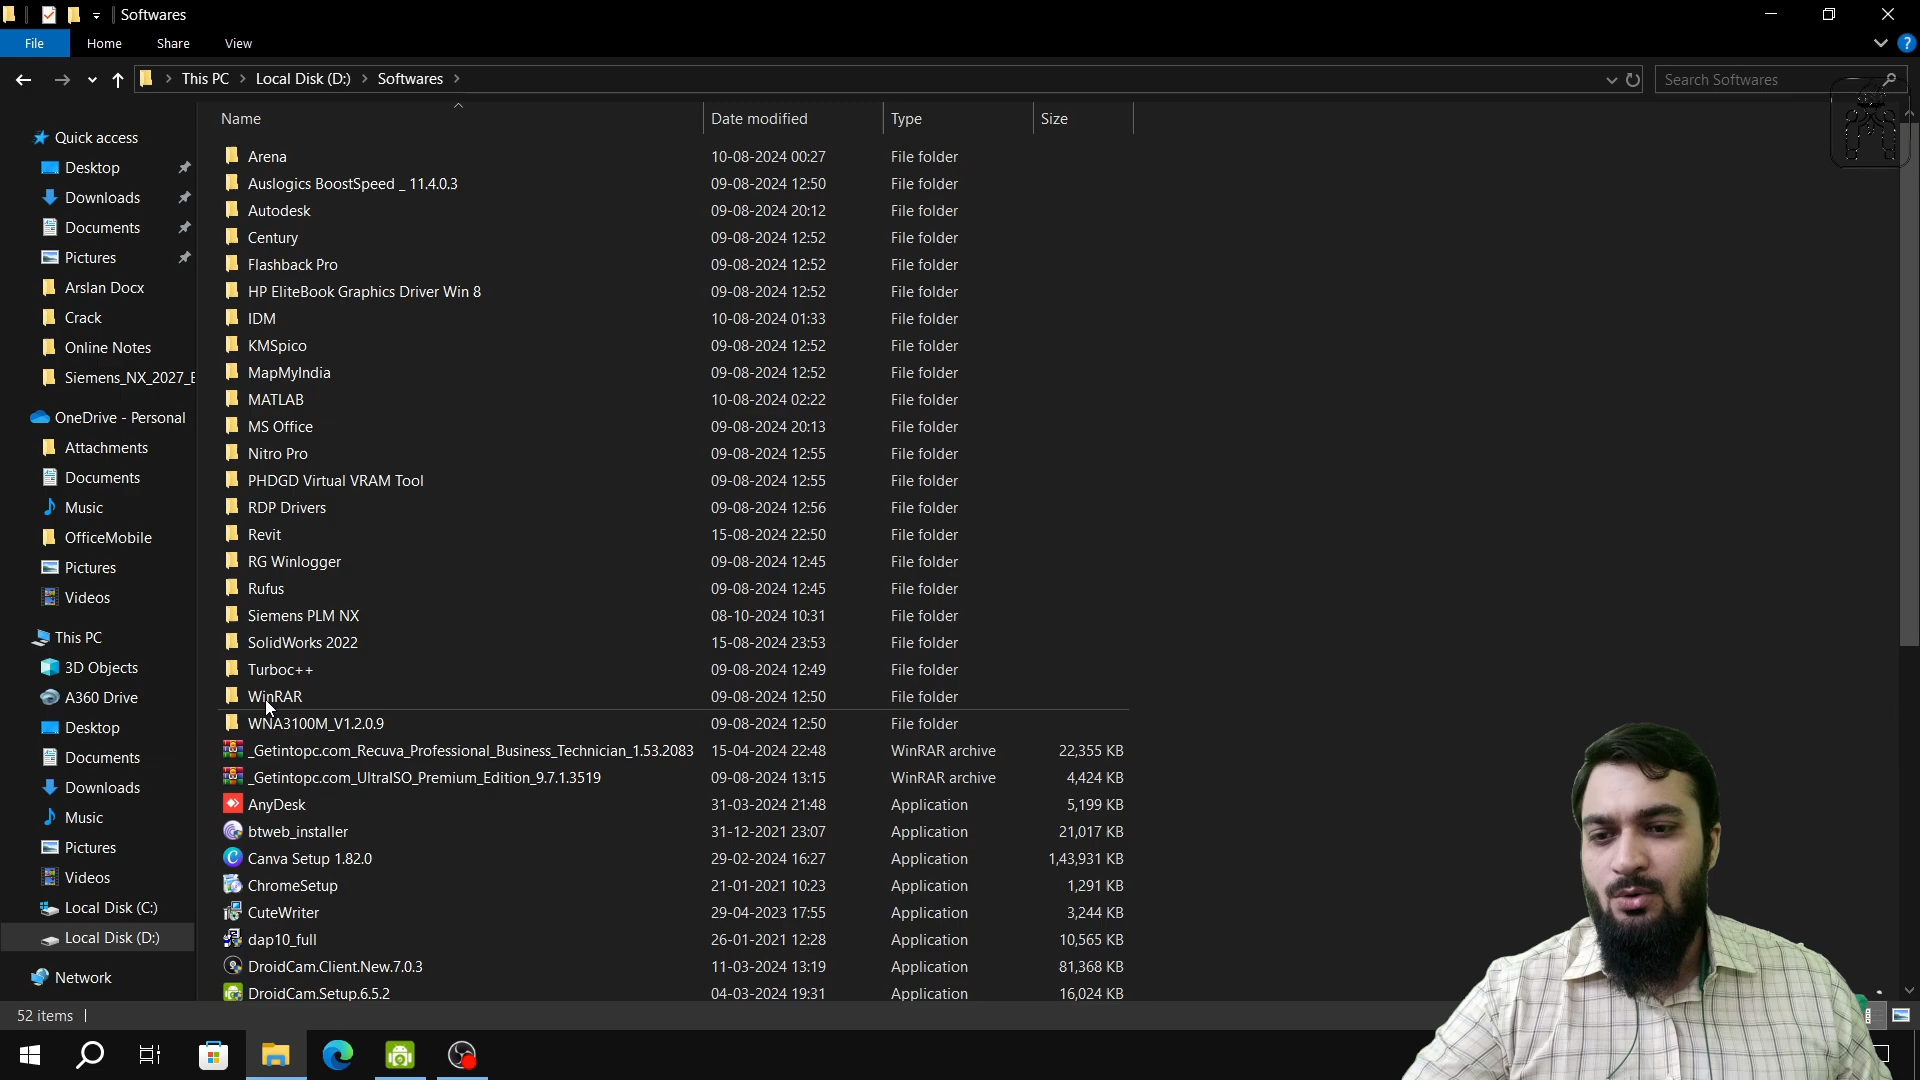 Softwares
File Home Share View ?
This PC Local Disk (D:) Softwares Search Softwares
Name Date modified Type Size
Quick access
Desktop
Downloads
Documents
Pictures
Arslan Docx
Crack
Online Notes
Siemens_NX_2027_E
OneDrive - Personal
Attachments
Documents
Music
OfficeMobile
Pictures
Videos
This PC
3D Objects
A360 Drive
Desktop
Documents
Downloads
Music
Pictures
Videos
Local Disk (C:)
Local Disk (D:)
Network
Arena 10-08-2024 00:27 File folder
Auslogics BoostSpeed _ 11.4.0.3 09-08-2024 12:50 File folder
Autodesk 09-08-2024 20:12 File folder
Century 09-08-2024 12:52 File folder
Flashback Pro 09-08-2024 12:52 File folder
HP EliteBook Graphics Driver Win 8 09-08-2024 12:52 File folder
IDM 10-08-2024 01:33 File folder
KMSpico 09-08-2024 12:52 File folder
MapMyIndia 09-08-2024 12:52 File folder
MATLAB 10-08-2024 02:22 File folder
MS Office 09-08-2024 20:13 File folder
Nitro Pro 09-08-2024 12:55 File folder
PHDGD Virtual VRAM Tool 09-08-2024 12:55 File folder
RDP Drivers 09-08-2024 12:56 File folder
Revit 15-08-2024 22:50 File folder
RG Winlogger 09-08-2024 12:45 File folder
Rufus 09-08-2024 12:45 File folder
Siemens PLM NX 08-10-2024 10:31 File folder
SolidWorks 2022 15-08-2024 23:53 File folder
Turboc++ 09-08-2024 12:49 File folder
WinRAR 09-08-2024 12:50 File folder
WNA3100M_V1.2.0.9 09-08-2024 12:50 File folder
_Getintopc.com_Recuva_Professional_Business_Technician_1.53.2083 15-04-2024 22:48 WinRAR archive 22,355 KB
_Getintopc.com_UltraISO_Premium_Edition_9.7.1.3519 09-08-2024 13:15 WinRAR archive 4,424 KB
AnyDesk 31-03-2024 21:48 Application 5,199 KB
btweb_installer 31-12-2021 23:07 Application 21,017 KB
Canva Setup 1.82.0 29-02-2024 16:27 Application 1,43,931 KB
ChromeSetup 21-01-2021 10:23 Application 1,291 KB
CuteWriter 29-04-2023 17:55 Application 3,244 KB
dap10_full 26-01-2021 12:28 Application 10,565 KB
DroidCam.Client.New.7.0.3 11-03-2024 13:19 Application 81,368 KB
DroidCam.Setup.6.5.2 04-03-2024 19:31 Application 16,024 KB
52 items